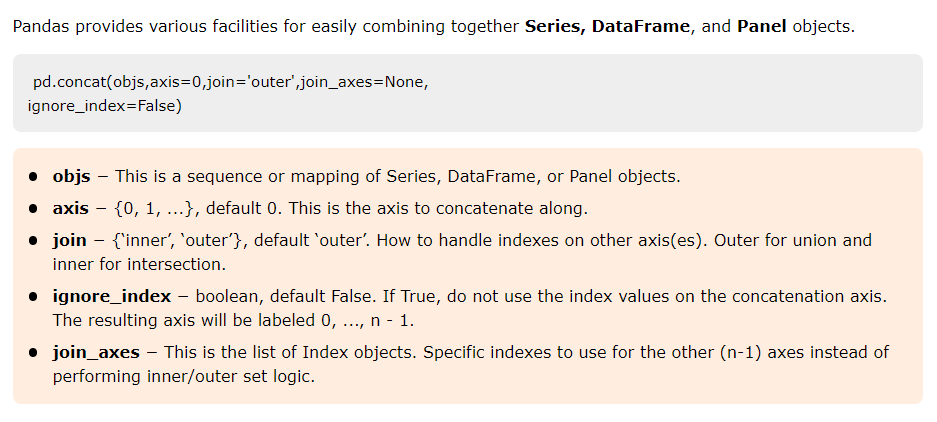 Pandas provides various facilities for easily combining together Series, DataFrame, and Panel objects.
pd.concat(objs,axis=0,join='outer',join_axes=None,
ignore_index=False)
● objs − This is a sequence or mapping of Series, DataFrame, or Panel objects.
● axis − {0, 1, ...}, default 0. This is the axis to concatenate along.
● join − {‘inner’, ‘outer’}, default ‘outer’. How to handle indexes on other axis(es). Outer for union and
inner for intersection.
● ignore_index − boolean, default False. If True, do not use the index values on the concatenation axis.
The resulting axis will be labeled 0, ..., n - 1.
● join_axes − This is the list of Index objects. Specific indexes to use for the other (n-1) axes instead of
performing inner/outer set logic.